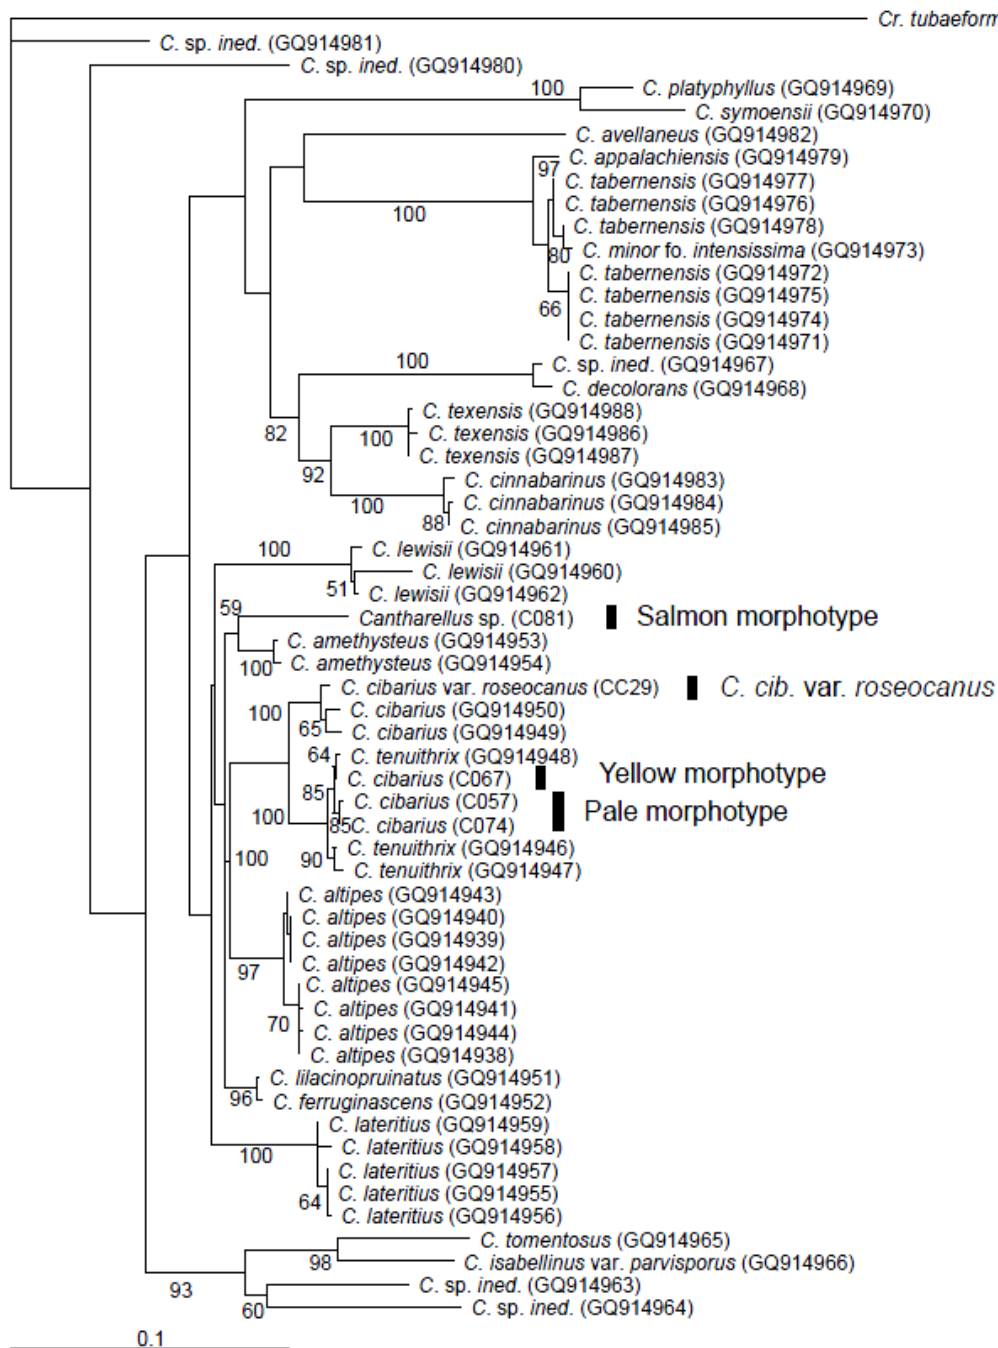 Cr. tubaeform
C. sp. ined. (GQ914981)
C. sp. ined. (GQ914980)
100
C. platyphyllus (GQ914969)
C. symoensii (GQ914970)
C. avellaneus (GQ914982)
C. appalachiensis (GQ914979)
97
C. tabernensis (GQ914977)
C. tabernensis (GQ914976)
100
C. tabernensis (GQ914978)
C. minor fo. intensissima (GQ914973)
80
C. tabernensis (GQ914972)
C. tabernensis (GQ914975)
66
C. tabernensis (GQ914974)
C. tabernensis (GQ914971)
100
C. sp. ined. (GQ914967)
C. decolorans (GQ914968)
C. texensis (GQ914988)
82
100
C. texensis (GQ914986)
C. texensis (GQ914987)
92
C. cinnabarinus (GQ914983)
100
C. cinnabarinus (GQ914984)
88
C. cinnabarinus (GQ914985)
100
C. lewisii (GQ914961)
C. lewisii (GQ914960)
51
C. lewisii (GQ914962)
59
Cantharellus sp. (C081)
Salmon morphotype
C. amethysteus (GQ914953)
100
C. amethysteus (GQ914954)
C. cibarius var. roseocanus (CC29)
C. cib. var. roseocanus
100
C. cibarius (GQ914950)
65
C. cibarius (GQ914949)
64
C. tenuithrix (GQ914948)
C. cibarius (C067)
Yellow morphotype
85
C. cibarius (C057)
Pale morphotype
100
85
C. cibarius (C074)
C. tenuithrix (GQ914946)
100
90
C. tenuithrix (GQ914947)
C. altipes (GQ914943)
C. altipes (GQ914940)
C. altipes (GQ914939)
97
C. altipes (GQ914942)
C. altipes (GQ914945)
C. altipes (GQ914941)
70
C. altipes (GQ914944)
C. altipes (GQ914938)
C. lilacinopruinatus (GQ914951)
96
C. ferruginascens (GQ914952)
C. lateritius (GQ914959)
C. lateritius (GQ914958)
100
C. lateritius (GQ914957)
64
C. lateritius (GQ914955)
C. lateritius (GQ914956)
C. tomentosus (GQ914965)
98
C. isabellinus var. parvisporus (GQ914966)
93
C. sp. ined. (GQ914963)
60
C. sp. ined. (GQ914964)
0.1